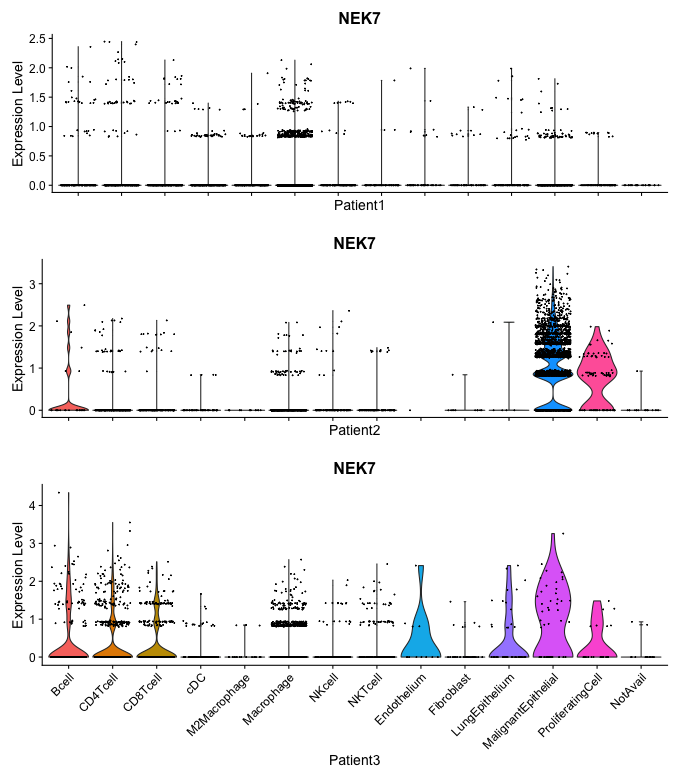 NEK7
Expression Level
2.5
2.0
1.5
1.0
0.5
0.0
Patient1
NEK7
Expression Level
3
2
1
0
Patient2
NEK7
Expression Level
4
3
2
1
0
Bcell
CD4Tcell
CD8Tcell
cDC
M2Macrophage
Macrophage
NKcell
NKTcell
Endothelium
Fibroblast
LungEpithelium
MalignantEpithelial
ProliferatingCell
NotAvail
Patient3